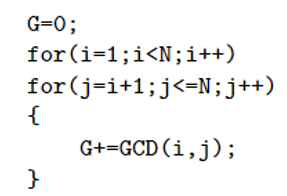 G=0;
for(i=1;i<N;i++)
for(j=i+1;j<=N;j++)
{
G+=GCD(i,j);
}